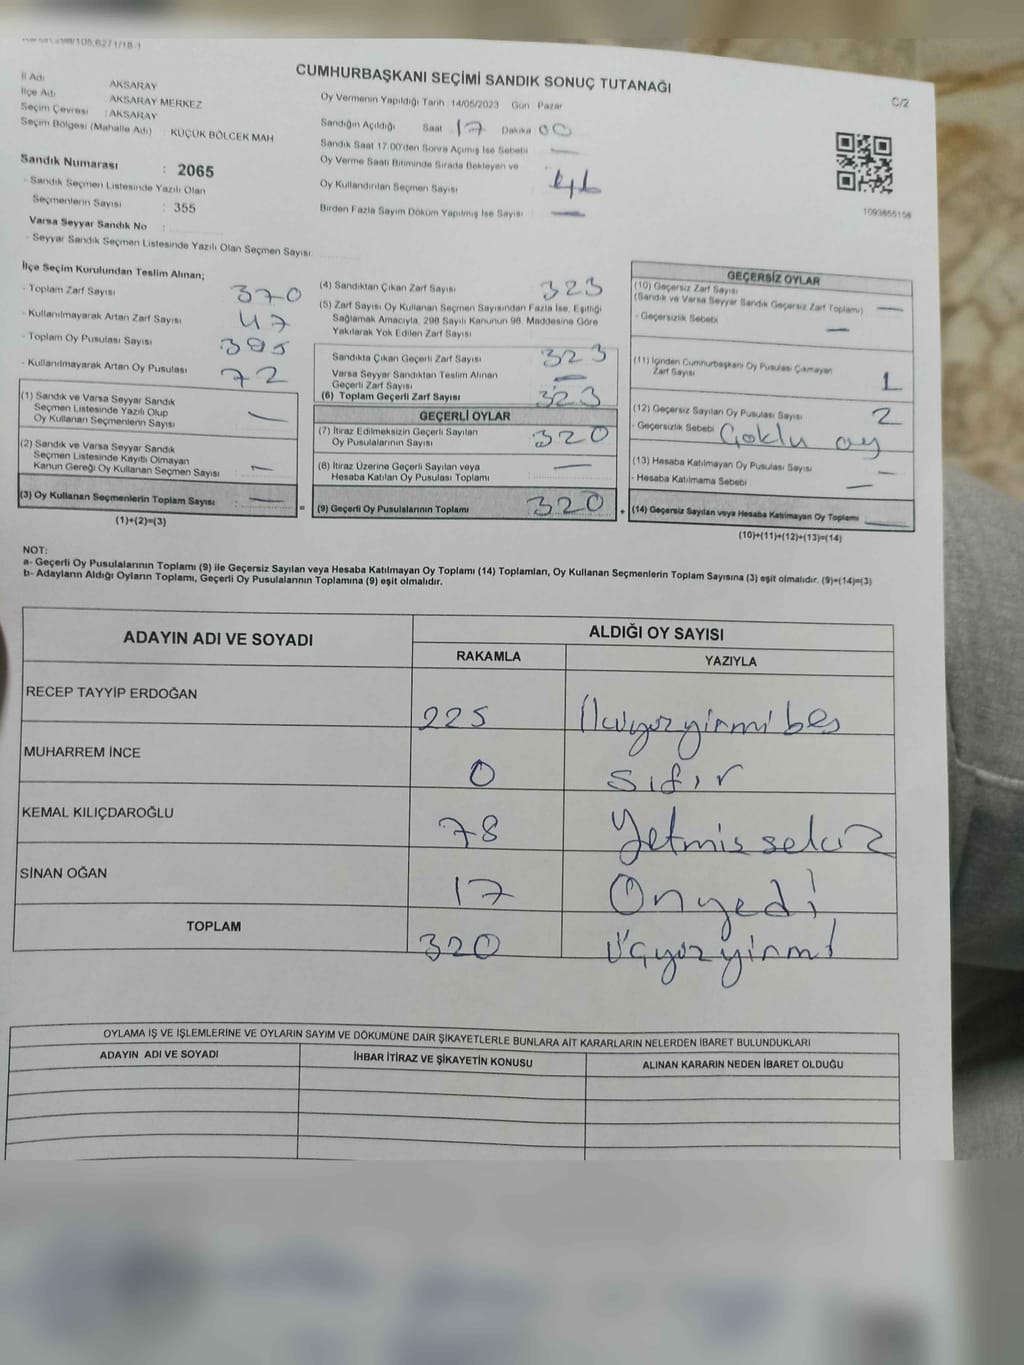 CUMHURBAŞKANI SEÇİMİ SANDIK SONUÇ TUTANAĞI
C/2
İl Adı : AKSARAY
İlçe Adı : AKSARAY MERKEZ
Seçim Çevresi : AKSARAY
Seçim Bölgesi (Mahalle Adı) : KÜÇÜK BÖLCEK MAH
Sandık Numarası : 2065
- Sandık Seçmen Listesinde Yazılı Olan
Seçmenlerin Sayısı : 355
Varsa Seyyar Sandık No :
- Seyyar Sandık Seçmen Listesinde Yazılı Olan Seçmen Sayısı:
Oy Vermenin Yapıldığı Tarih: 14/05/2023 Gün Pazar
Sandığın Açıldığı Saat 17 Dakika 00
Sandık Saat 17:00'den Sonra Açılmış İse Sebebi —
Oy Verme Saati Bitiminde Sırada Bekleyen ve
Oy Kullandırılan Seçmen Sayısı
Birden Fazla Sayım Döküm Yapılmış İse Sayısı —
1093655158
İlçe Seçim Kurulundan Teslim Alınan;
- Toplam Zarf Sayısı 370
- Kullanılmayarak Artan Zarf Sayısı 47
- Toplam Oy Pusulası Sayısı 395
- Kullanılmayarak Artan Oy Pusulası 72
(1) Sandık ve Varsa Seyyar Sandık
Seçmen Listesinde Yazılı Olup
Oy Kullanan Seçmenlerin Sayısı —
(2) Sandık ve Varsa Seyyar Sandık
Seçmen Listesinde Kayıtlı Olmayan
Kanun Gereği Oy Kullanan Seçmen Sayısı —
(3) Oy Kullanan Seçmenlerin Toplam Sayısı : —
(1)+(2)=(3)
=
(4) Sandıktan Çıkan Zarf Sayısı 323
(5) Zarf Sayısı Oy Kullanan Seçmen Sayısından Fazla İse, Eşitliği
Sağlamak Amacıyla, 298 Sayılı Kanunun 98. Maddesine Göre
Yakılarak Yok Edilen Zarf Sayısı
Sandıkta Çıkan Geçerli Zarf Sayısı 323
Varsa Seyyar Sandıktan Teslim Alınan
Geçerli Zarf Sayısı —
(6) Toplam Geçerli Zarf Sayısı 323
GEÇERLİ OYLAR
(7) İtiraz Edilmeksizin Geçerli Sayılan
Oy Pusulalarının Sayısı 320
(8) İtiraz Üzerine Geçerli Sayılan veya
Hesaba Katılan Oy Pusulası Toplamı —
(9) Geçerli Oy Pusulalarının Toplamı 320
+
GEÇERSİZ OYLAR
(10) Geçersiz Zarf Sayısı
(Sandık ve Varsa Seyyar Sandık Geçersiz Zarf Toplamı) —
- Geçersizlik Sebebi —
(11) İçinden Cumhurbaşkanı Oy Pusulası Çıkmayan
Zarf Sayısı 1
(12) Geçersiz Sayılan Oy Pusulası Sayısı 2
- Geçersizlik Sebebi Çoklu oy
(13) Hesaba Katılmayan Oy Pusulası Sayısı —
- Hesaba Katılmama Sebebi —
(14) Geçersiz Sayılan veya Hesaba Katılmayan Oy Toplamı
(10)+(11)+(12)+(13)=(14)
NOT:
a- Geçerli Oy Pusulalarının Toplamı (9) ile Geçersiz Sayılan veya Hesaba Katılmayan Oy Toplamı (14) Toplamları, Oy Kullanan Seçmenlerin Toplam Sayısına (3) eşit olmalıdır. (9)+(14)=(3)
b- Adayların Aldığı Oyların Toplamı, Geçerli Oy Pusulalarının Toplamına (9) eşit olmalıdır.
ADAYIN ADI VE SOYADI ALDIĞI OY SAYISI
RAKAMLA YAZIYLA
RECEP TAYYİP ERDOĞAN 225 İkiyüzyirmibeş
MUHARREM İNCE 0 sıfır
KEMAL KILIÇDAROĞLU 78 Yetmiş sekiz
SİNAN OĞAN 17 Onyedi
TOPLAM 320 Üçyüzyirmi
OYLAMA İŞ VE İŞLEMLERİNE VE OYLARIN SAYIM VE DÖKÜMÜNE DAİR ŞİKAYETLERLE BUNLARA AİT KARARLARIN NELERDEN İBARET BULUNDUKLARI
ADAYIN ADI VE SOYADI İHBAR İTİRAZ VE ŞİKAYETİN KONUSU ALINAN KARARIN NEDEN İBARET OLDUĞU